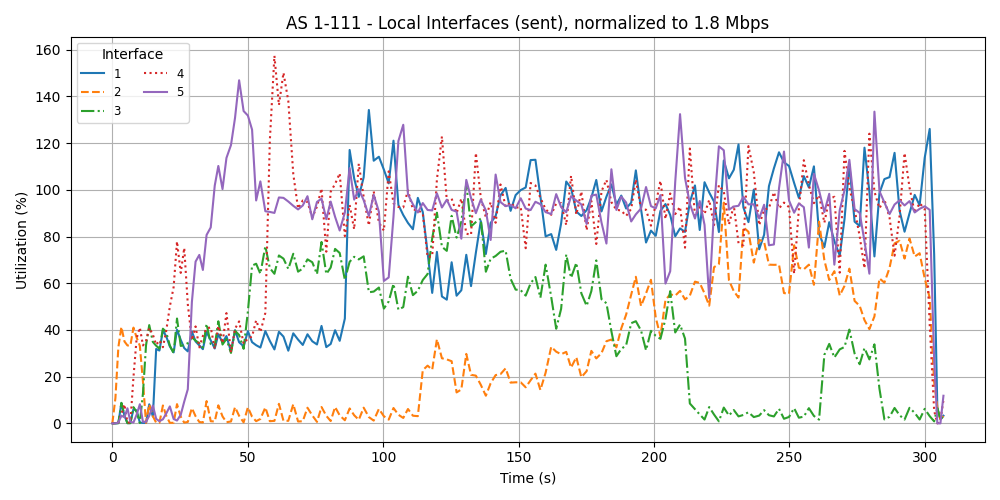 AS 1-111 - Local Interfaces (sent), normalized to 1.8 Mbps
Interface
1
2
3
4
5
160
140
120
100
80
60
40
20
0
Utilization (%)
0 50 100 150 200 250 300
Time (s)